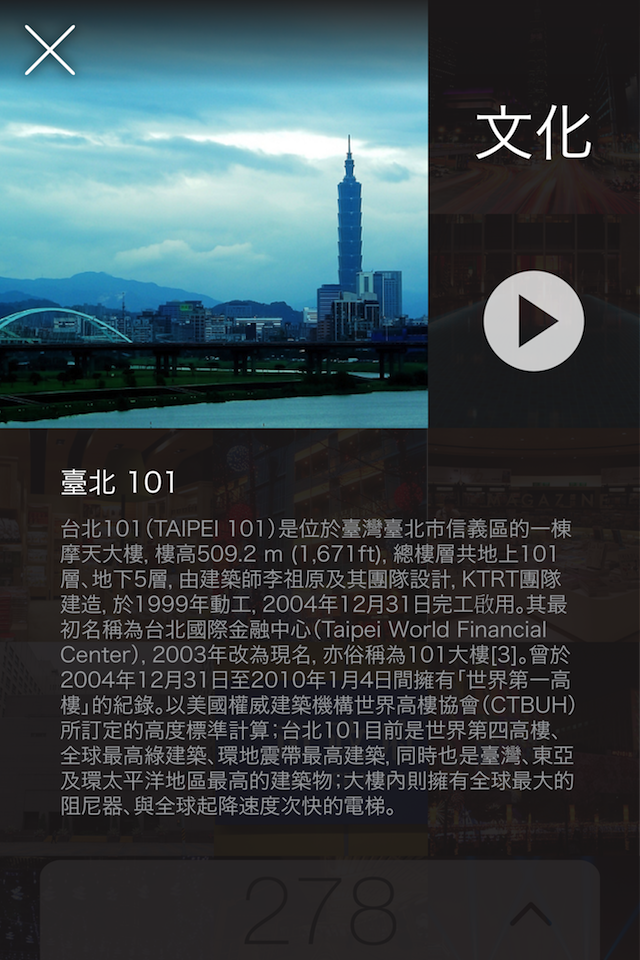 文化
臺北 101
台北101（TAIPEI 101）是位於臺灣臺北市信義區的一棟
摩天大樓, 樓高509.2 m (1,671ft), 總樓層共地上101
層、地下5層, 由建築師李祖原及其團隊設計, KTRT團隊
建造, 於1999年動工, 2004年12月31日完工啟用。其最
初名稱為台北國際金融中心（Taipei World Financial
Center）, 2003年改為現名, 亦俗稱為101大樓[3]。曾於
2004年12月31日至2010年1月4日間擁有「世界第一高
樓」的紀錄。以美國權威建築機構世界高樓協會（CTBUH）
所訂定的高度標準計算；台北101目前是世界第四高樓、
全球最高綠建築、環地震帶最高建築, 同時也是臺灣、東亞
及環太平洋地區最高的建築物；大樓內則擁有全球最大的
阻尼器、與全球起降速度次快的電梯。
MAGAZINE
278